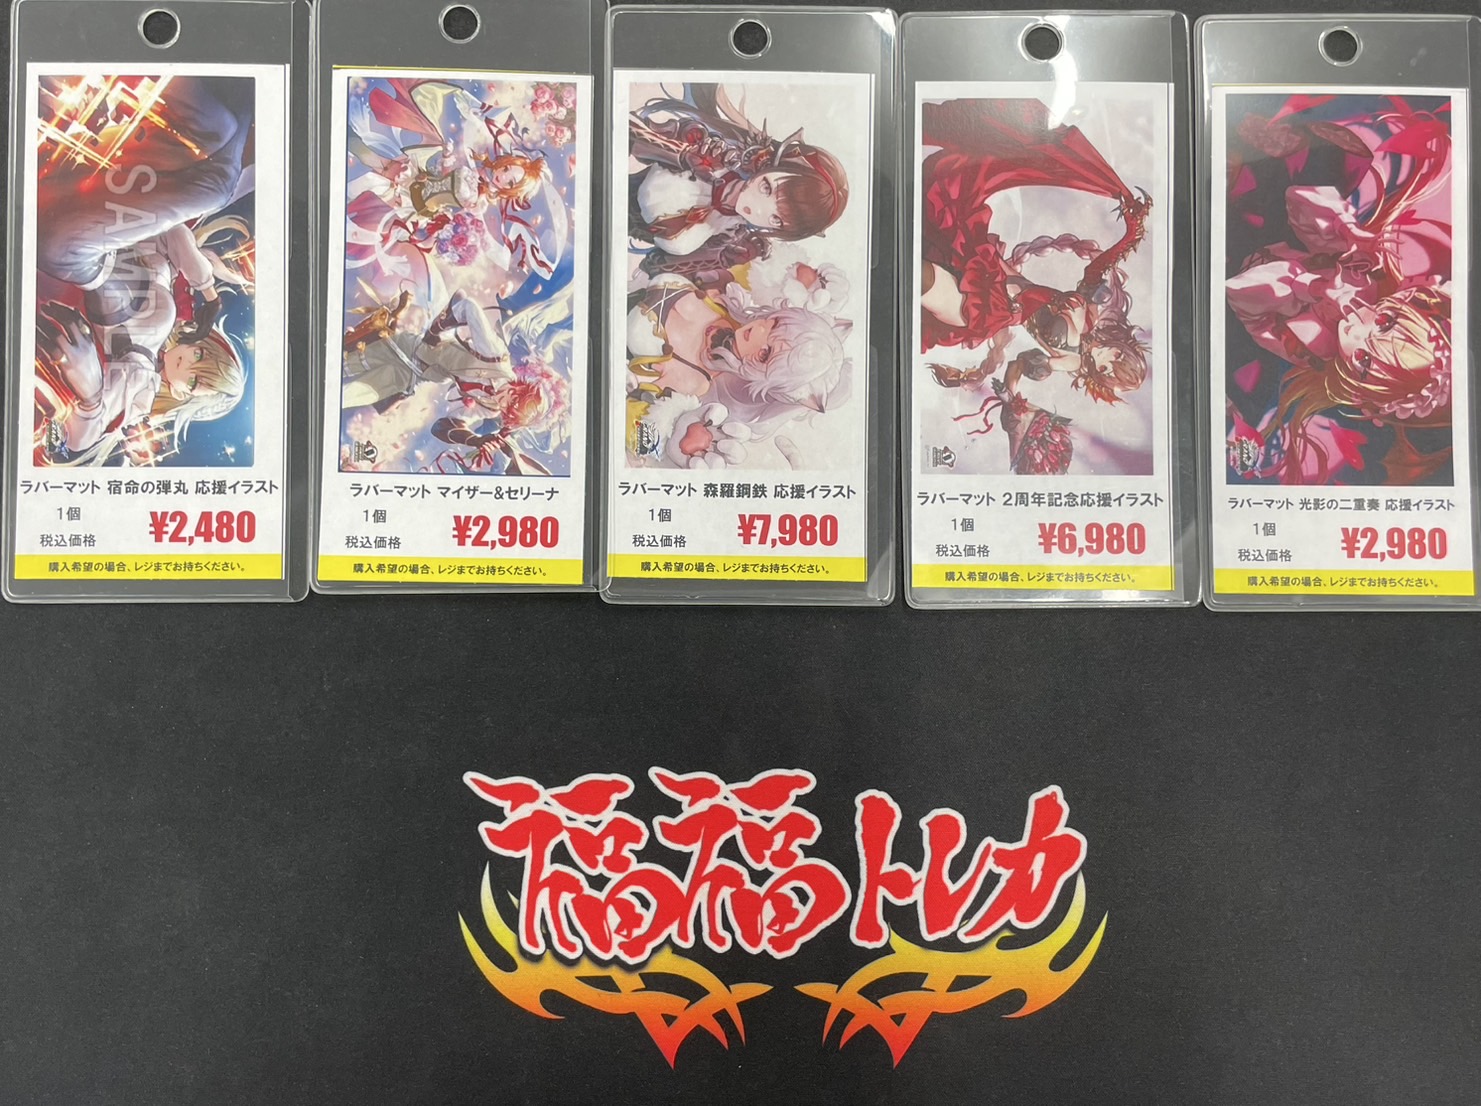 SAMPLE
ラバーマット 宿命の弾丸 応援イラスト
1個
税込価格
¥2,480
購入希望の場合、レジまでお持ちください。
ラバーマット マイザー&セリーナ
1個
税込価格
¥2,980
購入希望の場合、レジまでお持ちください。
ラバーマット 森羅鋼鉄 応援イラスト
1個
税込価格
¥7,980
購入希望の場合、レジまでお持ちください。
ラバーマット 2周年記念応援イラスト
1個
税込価格
¥6,980
購入希望の場合、レジまでお持ちください。
ラバーマット 光影の二重奏 応援イラスト
1個
税込価格
¥2,980
購入希望の場合、レジまでお持ちください。
福福トレカ